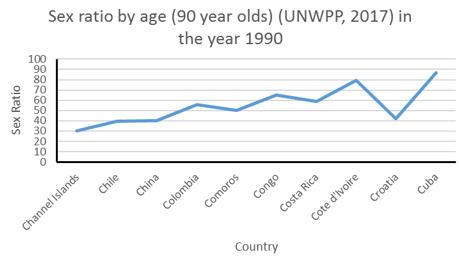 Sex ratio by age (90 year olds) (UNWPP, 2017) in
the year 1990
100
90
80
70
60
50
40
30
20
10
0
Sex Ratio
Channel Islands
Chile
China
Colombia
Comoros
Congo
Costa Rica
Cote d'Ivoire
Croatia
Cuba
Country